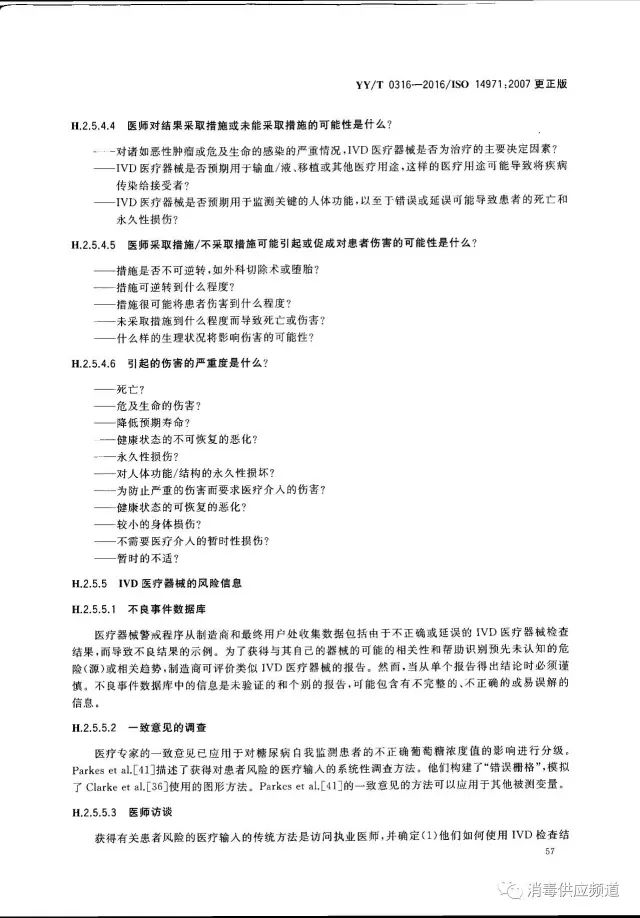 YY/T 0316—2016/ISO 14971:2007 更正版
H.2.5.4.4 医师对结果采取措施或未能采取措施的可能性是什么?
——对诸如恶性肿瘤或危及生命的感染的严重情况,IVD医疗器械是否为治疗的主要决定因素?
——IVD医疗器械是否预期用于输血/液、移植或其他医疗用途,这样的医疗用途可能导致将疾病
传染给接受者?
——IVD医疗器械是否预期用于监测关键的人体功能,以至于错误或延误可能导致患者的死亡和
永久性损伤?
H.2.5.4.5 医师采取措施/不采取措施可能引起或促成对患者伤害的可能性是什么?
——措施是否不可逆转,如外科切除术或堕胎?
——措施可逆转到什么程度?
——措施很可能将患者伤害到什么程度?
——未采取措施到什么程度而导致死亡或伤害?
——什么样的生理状况将影响伤害的可能性?
H.2.5.4.6 引起的伤害的严重度是什么?
——死亡?
——危及生命的伤害?
——降低预期寿命?
——健康状态的不可恢复的恶化?
——永久性损伤?
——对人体功能/结构的永久性损坏?
——为防止严重的伤害而要求医疗介入的伤害?
——健康状态的可恢复的恶化?
——较小的身体损伤?
——不需要医疗介入的暂时性损伤?
——暂时的不适?
H.2.5.5 IVD医疗器械的风险信息
H.2.5.5.1 不良事件数据库
医疗器械警戒程序从制造商和最终用户处收集数据包括由于不正确或延误的IVD医疗器械检查
结果,而导致不良结果的示例。为了获得与其自己的器械的可能的相关性和帮助识别预先未认知的危
险(源)或相关趋势,制造商可评价类似IVD医疗器械的报告。然而,当从单个报告得出结论时必须谨
慎。不良事件数据库中的信息是未验证的和个别的报告,可能包含有不完整的、不正确的或易误解的
信息。
H.2.5.5.2 一致意见的调查
医疗专家的一致意见已应用于对糖尿病自我监测患者的不正确葡萄糖浓度值的影响进行分级。
Parkes et al.[41]描述了获得对患者风险的医疗输入的系统性调查方法。他们构建了“错误栅格”,模拟
了Clarke et al.[36]使用的图形方法。Parkes et al.[41]的一致意见的方法可以应用于其他被测变量。
H.2.5.5.3 医师访谈
获得有关患者风险的医疗输入的传统方法是访问执业医师,并确定(1)他们如何使用IVD检查结
57
消毒供应频道